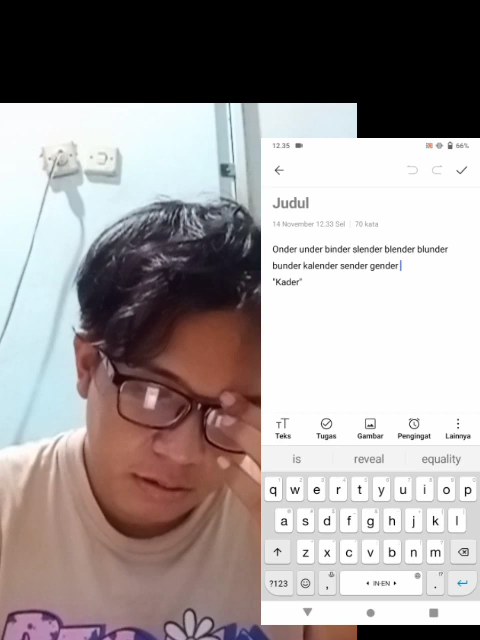 12.35
66%
Judul
14 November 12.33 Sel | 70 kata
Onder under binder slender blender blunder
bunder kalender sender gender
"Kader"
Teks Tugas Gambar Pengingat Lainnya
is reveal equality
q w e r t y u i o p
a s d f g h j k l
z x c v b n m
?123 , IN·EN .